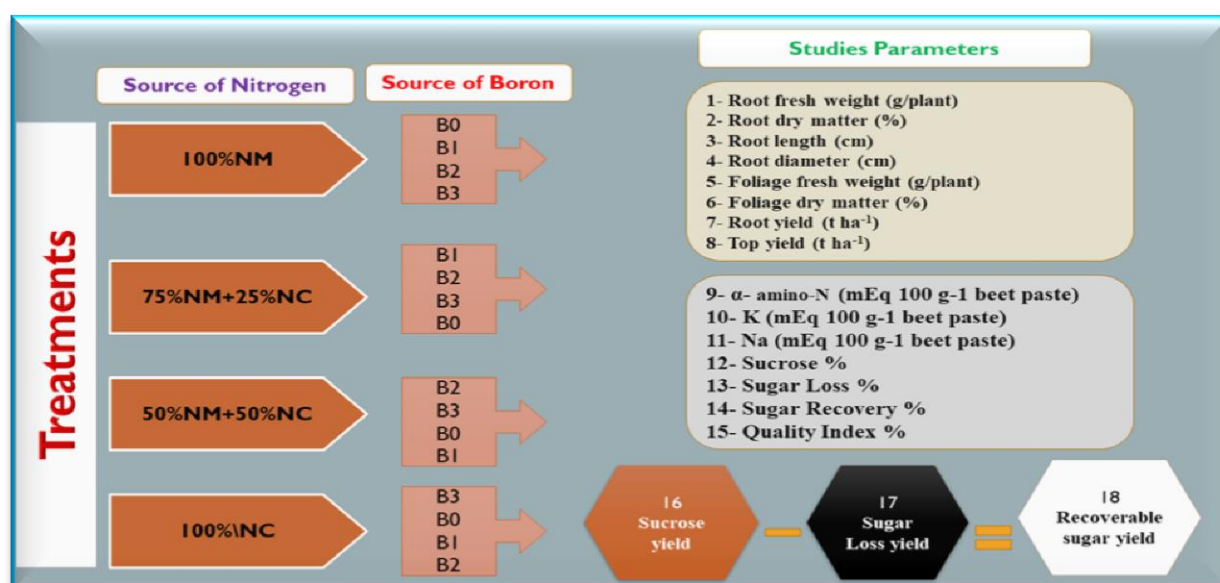 Treatments
Source of Nitrogen
100%NM
75%NM+25%NC
50%NM+50%NC
100%\NC
Source of Boron
B0
B1
B2
B3
B1
B2
B3
B0
B2
B3
B0
B1
B3
B0
B1
B2
Studies Parameters
1- Root fresh weight (g/plant)
2- Root dry matter (%)
3- Root length (cm)
4- Root diameter (cm)
5- Foliage fresh weight (g/plant)
6- Foliage dry matter (%)
7- Root yield (t ha⁻¹)
8- Top yield (t ha⁻¹)
9- α- amino-N (mEq 100 g-1 beet paste)
10- K (mEq 100 g-1 beet paste)
11- Na (mEq 100 g-1 beet paste)
12- Sucrose %
13- Sugar Loss %
14- Sugar Recovery %
15- Quality Index %
16
Sucrose
yield
17
Sugar
Loss yield
18
Recoverable
sugar yield